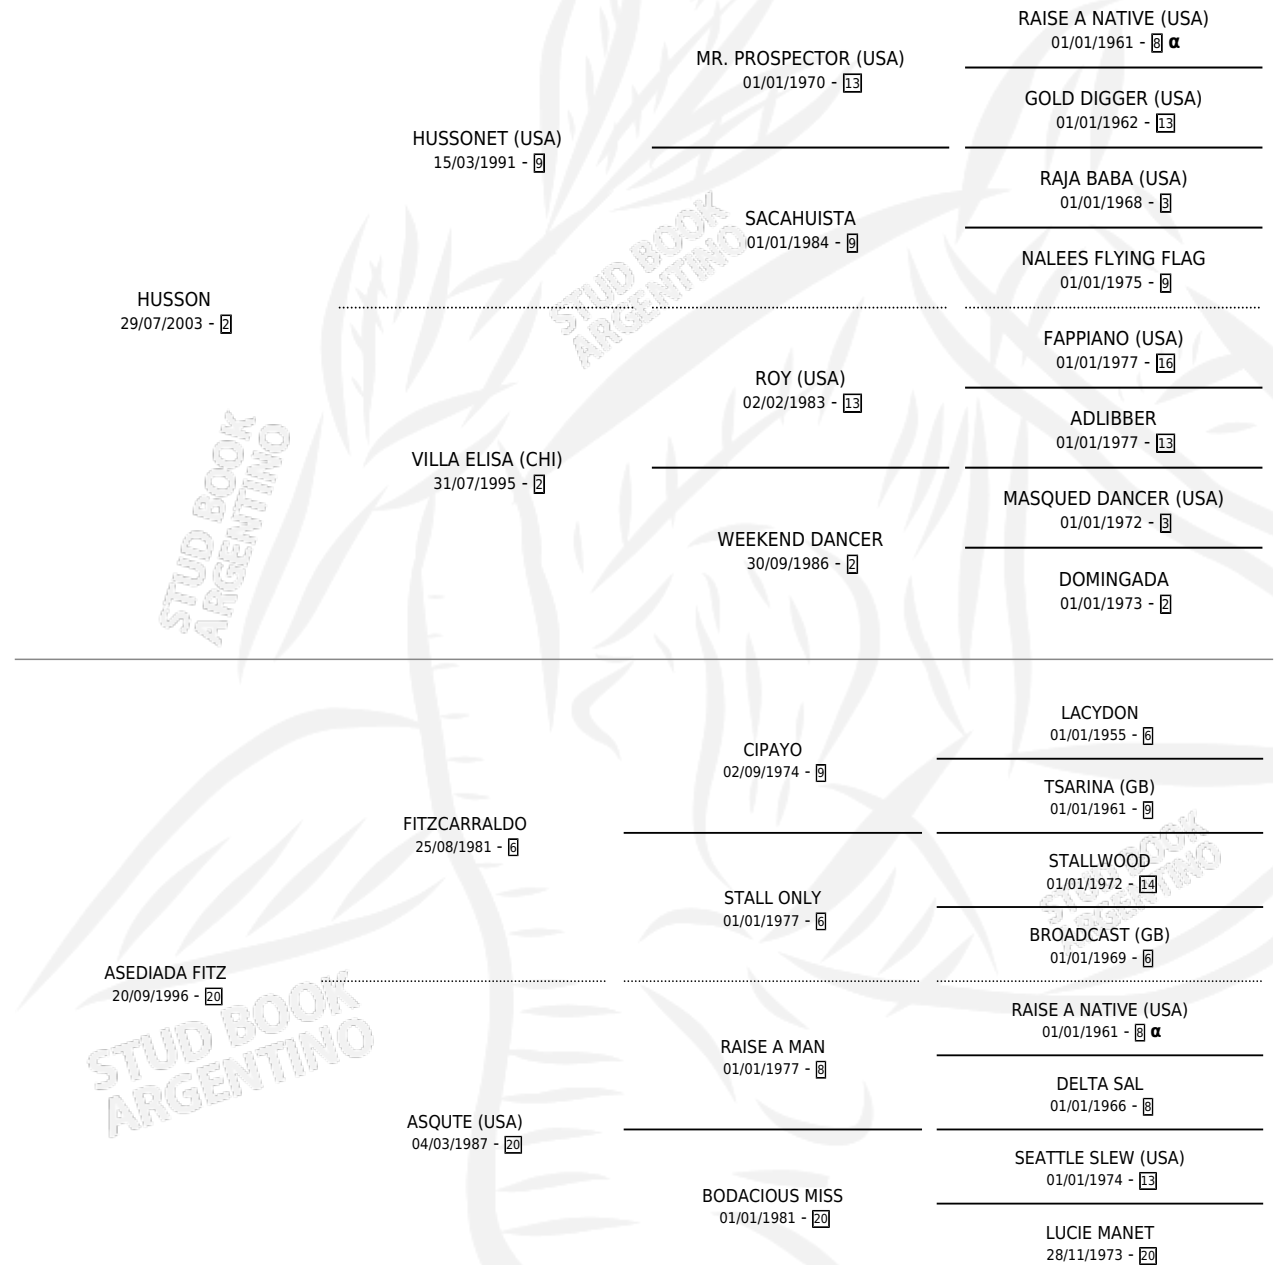 RAISE A NATIVE (USA)
01/01/1961 - 8 α
MR. PROSPECTOR (USA)
01/01/1970 - 13
GOLD DIGGER (USA)
01/01/1962 - 13
HUSSONET (USA)
15/03/1991 - 9
RAJA BABA (USA)
01/01/1968 - 3
SACAHUISTA
01/01/1984 - 9
NALEES FLYING FLAG
01/01/1975 - 9
HUSSON
29/07/2003 - 2
FAPPIANO (USA)
01/01/1977 - 16
ROY (USA)
02/02/1983 - 13
ADLIBBER
01/01/1977 - 13
VILLA ELISA (CHI)
31/07/1995 - 2
MASQUED DANCER (USA)
01/01/1972 - 3
WEEKEND DANCER
30/09/1986 - 2
DOMINGADA
01/01/1973 - 2
LACYDON
01/01/1955 - 6
CIPAYO
02/09/1974 - 9
TSARINA (GB)
01/01/1961 - 9
FITZCARRALDO
25/08/1981 - 6
STALLWOOD
01/01/1972 - 14
STALL ONLY
01/01/1977 - 6
BROADCAST (GB)
01/01/1969 - 6
ASEDIADA FITZ
20/09/1996 - 20
RAISE A NATIVE (USA)
01/01/1961 - 8 α
RAISE A MAN
01/01/1977 - 8
DELTA SAL
01/01/1966 - 8
ASQUTE (USA)
04/03/1987 - 20
SEATTLE SLEW (USA)
01/01/1974 - 13
BODACIOUS MISS
01/01/1981 - 20
LUCIE MANET
28/11/1973 - 20
STUD BOOK
ARGENTINO
STUD BOOK
ARGENTINO
STUD BOOK
ARGENTINO
STUD BOOK
ARGENTINO